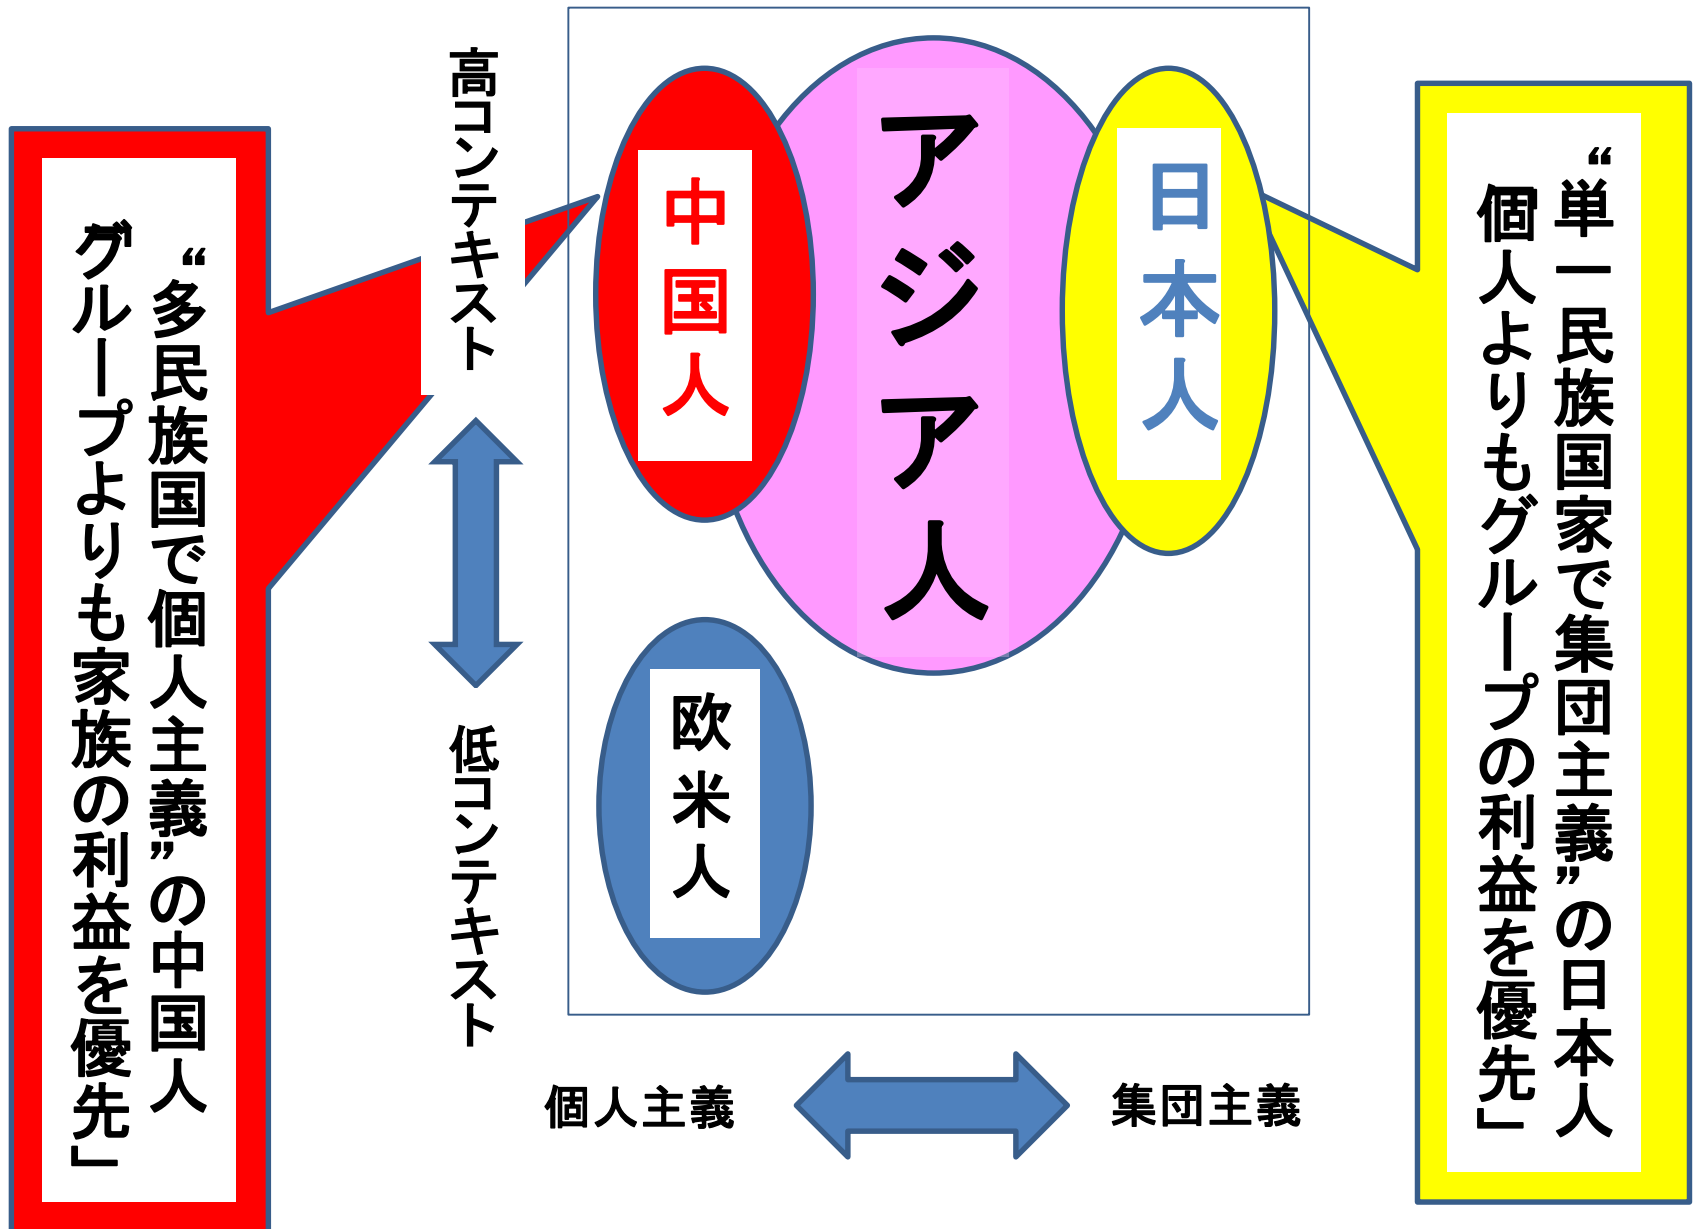 “単一民族国家で集団主義”の日本人
「個人よりもグループの利益を優先」
日本人
アジア人
中国人
欧米人
高コンテキスト
低コンテキスト
“多民族国で個人主義”の中国人
「グループよりも家族の利益を優先」
個人主義
集団主義